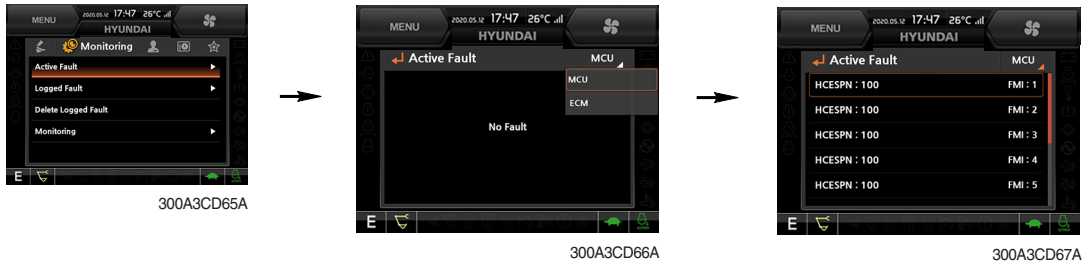 2020.05.12 17:47 26°C
MENU
HYUNDAI
Monitoring
Active Fault
Logged Fault
Delete Logged Fault
Monitoring
E
300A3CD65A
2020.05.12 17:47 26°C
MENU
HYUNDAI
Active Fault MCU
MCU
ECM
No Fault
E
300A3CD66A
2020.05.12 17:47 26°C
MENU
HYUNDAI
Active Fault MCU
HCESPN : 100 FMI : 1
HCESPN : 100 FMI : 2
HCESPN : 100 FMI : 3
HCESPN : 100 FMI : 4
HCESPN : 100 FMI : 5
E
300A3CD67A